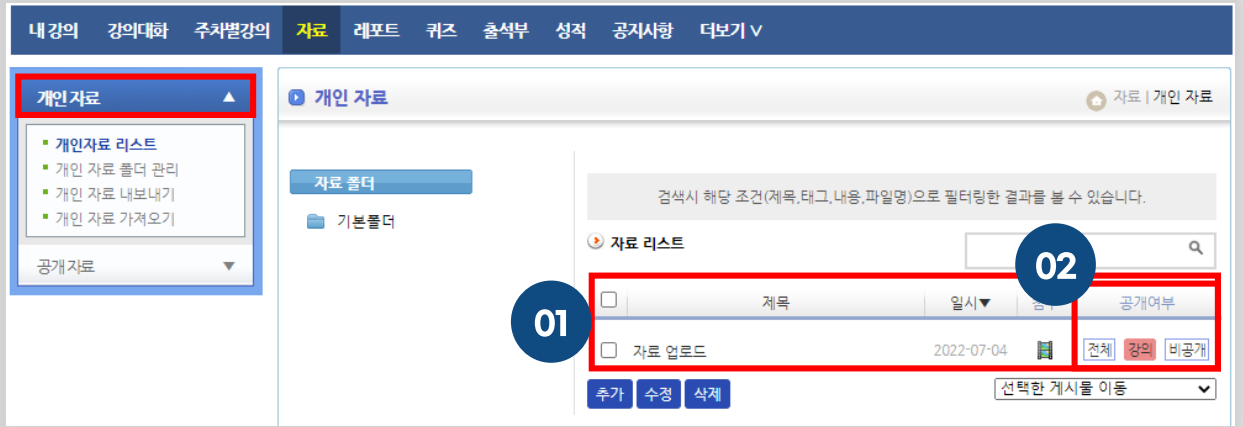 내 강의 강의대화 주차별강의 자료 레포트 퀴즈 출석부 성적 공지사항 더보기 ∨
개인 자료 ▲
개인자료 리스트
개인 자료 폴더 관리
개인 자료 내보내기
개인 자료 가져오기
공개 자료 ▼
개인 자료
자료 | 개인 자료
자료 폴더
기본폴더
검색시 해당 조건(제목,태그,내용,파일명)으로 필터링한 결과를 볼 수 있습니다.
자료 리스트
02
01
제목 일시▼ 공개여부
자료 업로드 2022-07-04 전체 강의 비공개
추가 수정 삭제 선택한 게시물 이동